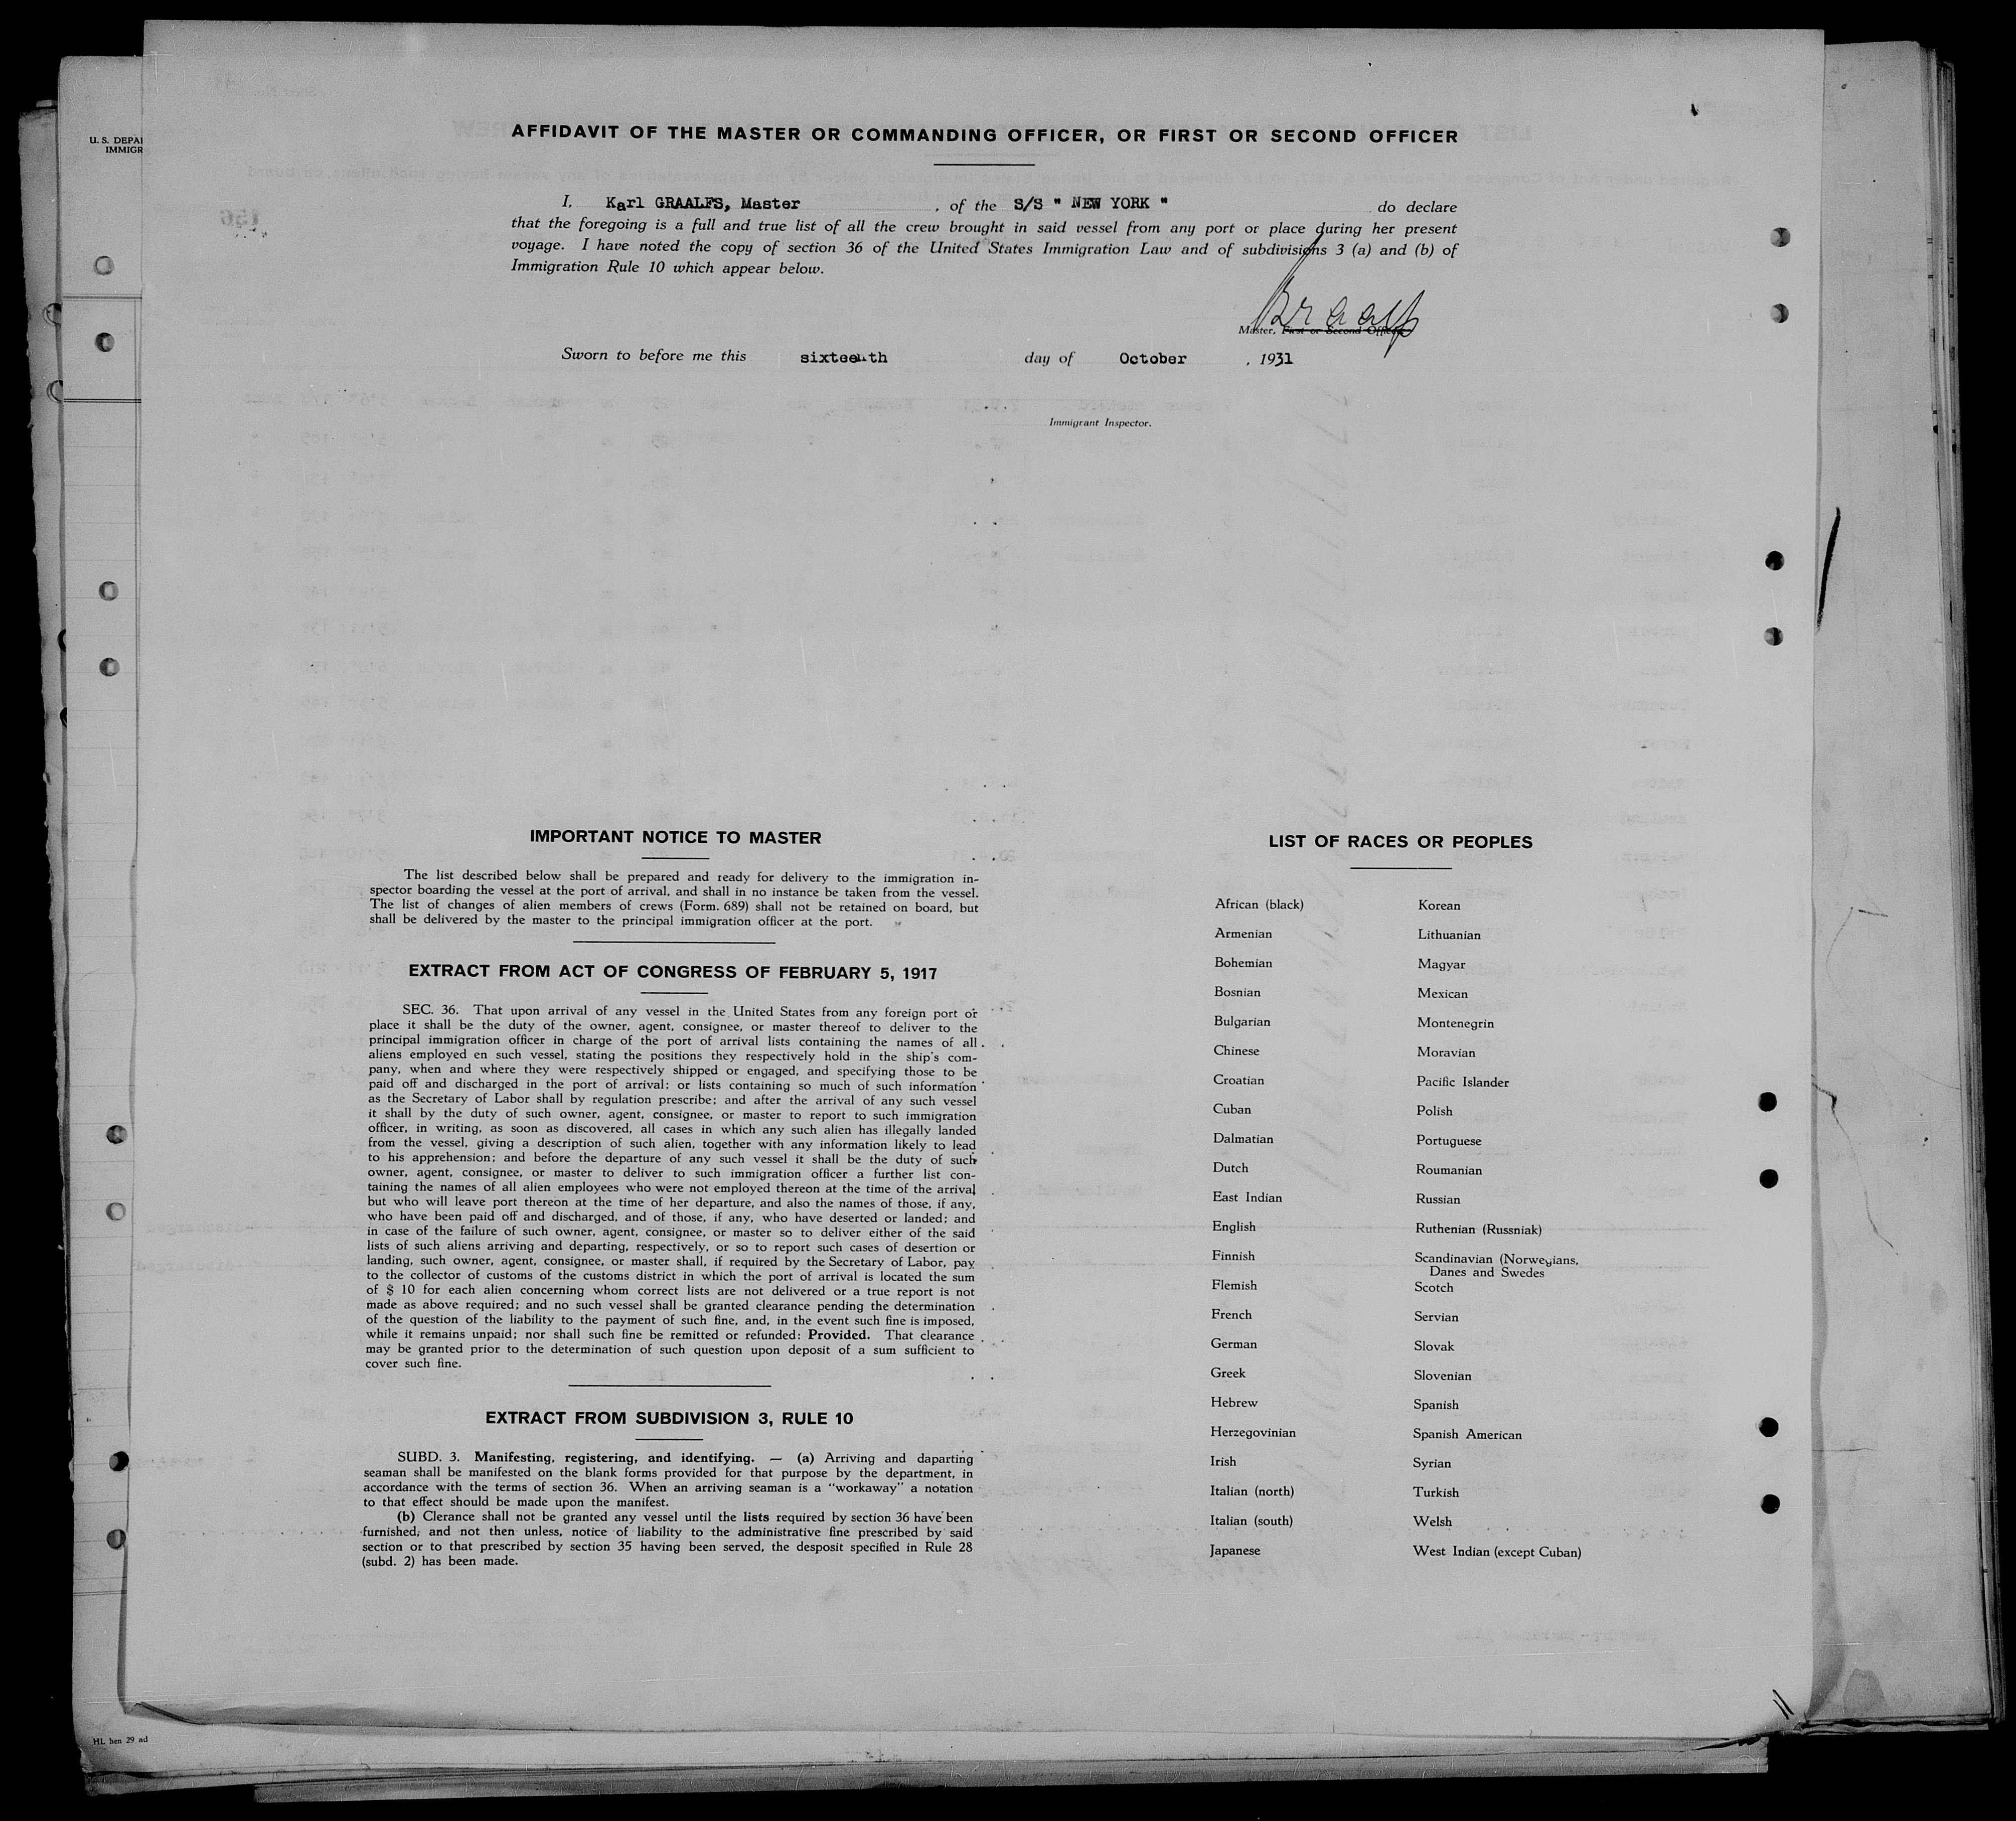 U. S. DEPA
IMMIGR
AFFIDAVIT OF THE MASTER OR COMMANDING OFFICER, OR FIRST OR SECOND OFFICER
I, Karl GRAALFS, Master , of the S/S " NEW YORK " do declare
that the foregoing is a full and true list of all the crew brought in said vessel from any port or place during her present
voyage. I have noted the copy of section 36 of the United States Immigration Law and of subdivisions 3 (a) and (b) of
Immigration Rule 10 which appear below.
Graalfs
Master, First or Second Officer
Sworn to before me this sixteenth day of October , 1931
Immigrant Inspector.
IMPORTANT NOTICE TO MASTER
The list described below shall be prepared and ready for delivery to the immigration in-
spector boarding the vessel at the port of arrival, and shall in no instance be taken from the vessel.
The list of changes of alien members of crews (Form. 689) shall not be retained on board, but
shall be delivered by the master to the principal immigration officer at the port.
EXTRACT FROM ACT OF CONGRESS OF FEBRUARY 5, 1917
SEC. 36. That upon arrival of any vessel in the United States from any foreign port or
place it shall be the duty of the owner, agent, consignee, or master thereof to deliver to the
principal immigration officer in charge of the port of arrival lists containing the names of all
aliens employed en such vessel, stating the positions they respectively hold in the ship's com-
pany, when and where they were respectively shipped or engaged, and specifying those to be
paid off and discharged in the port of arrival; or lists containing so much of such information
as the Secretary of Labor shall by regulation prescribe; and after the arrival of any such vessel
it shall by the duty of such owner, agent, consignee, or master to report to such immigration
officer, in writing, as soon as discovered, all cases in which any such alien has illegally landed
from the vessel, giving a description of such alien, together with any information likely to lead
to his apprehension; and before the departure of any such vessel it shall be the duty of such
owner, agent, consignee, or master to deliver to such immigration officer a further list con-
taining the names of all alien employees who were not employed thereon at the time of the arrival
but who will leave port thereon at the time of her departure, and also the names of those, if any,
who have been paid off and discharged, and of those, if any, who have deserted or landed; and
in case of the failure of such owner, agent, consignee, or master so to deliver either of the said
lists of such aliens arriving and departing, respectively, or so to report such cases of desertion or
landing, such owner, agent, consignee, or master shall, if required by the Secretary of Labor, pay
to the collector of customs of the customs district in which the port of arrival is located the sum
of $ 10 for each alien concerning whom correct lists are not delivered or a true report is not
made as above required; and no such vessel shall be granted clearance pending the determination
of the question of the liability to the payment of such fine, and, in the event such fine is imposed,
while it remains unpaid; nor shall such fine be remitted or refunded: Provided. That clearance
may be granted prior to the determination of such question upon deposit of a sum sufficient to
cover such fine.
EXTRACT FROM SUBDIVISION 3, RULE 10
SUBD. 3. Manifesting, registering, and identifying. — (a) Arriving and daparting
seaman shall be manifested on the blank forms provided for that purpose by the department, in
accordance with the terms of section 36. When an arriving seaman is a "workaway" a notation
to that effect should be made upon the manifest.
(b) Clerance shall not be granted any vessel until the lists required by section 36 have been
furnished; and not then unless, notice of liability to the administrative fine prescribed by said
section or to that prescribed by section 35 having been served, the desposit specified in Rule 28
(subd. 2) has been made.
LIST OF RACES OR PEOPLES
African (black)
Armenian
Bohemian
Bosnian
Bulgarian
Chinese
Croatian
Cuban
Dalmatian
Dutch
East Indian
English
Finnish
Flemish
French
German
Greek
Hebrew
Herzegovinian
Irish
Italian (north)
Italian (south)
Japanese
Korean
Lithuanian
Magyar
Mexican
Montenegrin
Moravian
Pacific Islander
Polish
Portuguese
Roumanian
Russian
Ruthenian (Russniak)
Scandinavian (Norwegians,
Danes and Swedes
Scotch
Servian
Slovak
Slovenian
Spanish
Spanish American
Syrian
Turkish
Welsh
West Indian (except Cuban)
HL hen 29 ad